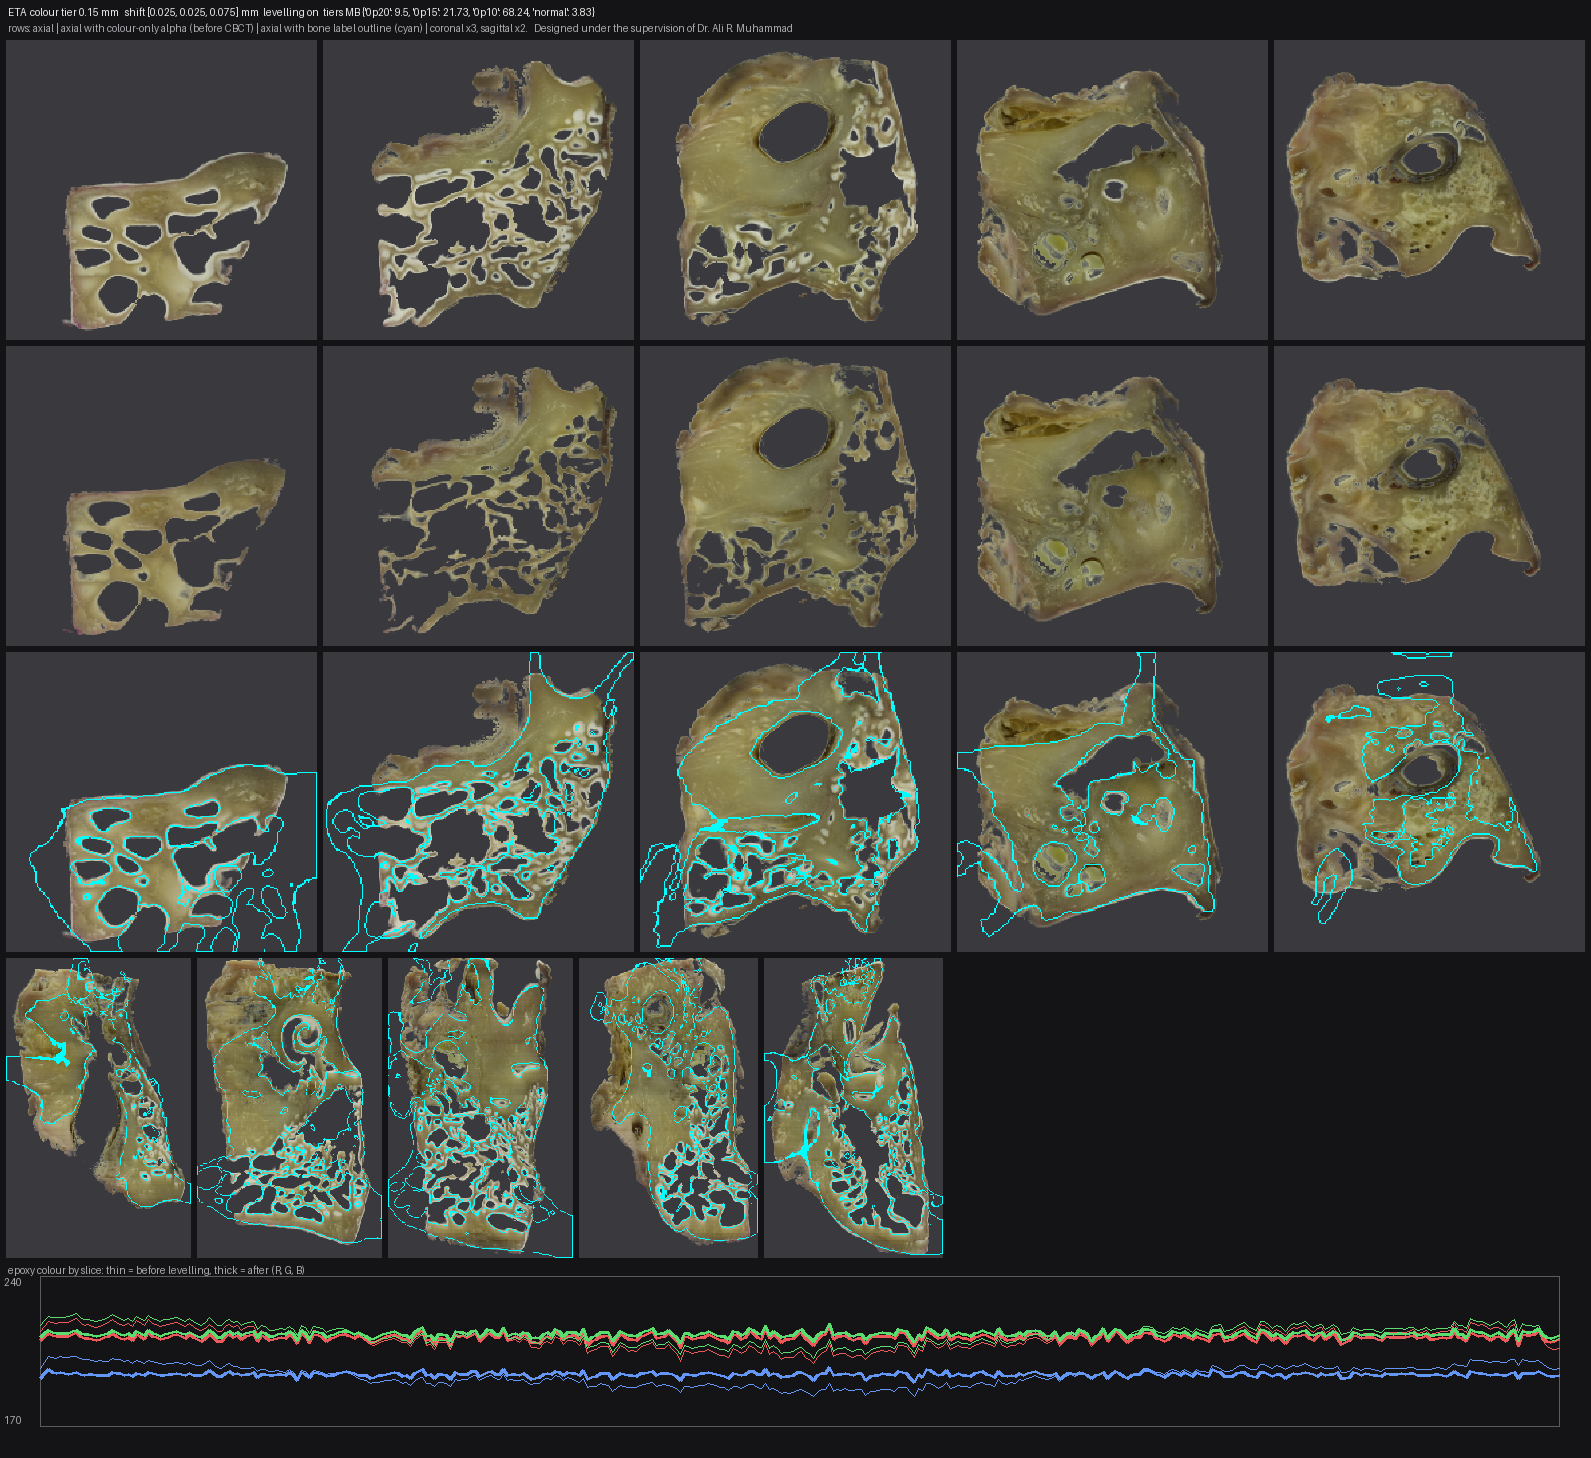 ETA colour tier 0.15 mm shift [0.025, 0.025, 0.075] mm levelling on tiers MB {'0p20': 9.5, '0p15': 21.73, '0p10': 68.24, 'normal': 3.83}
rows: axial | axial with colour-only alpha (before CBCT) | axial with bone label outline (cyan) | coronal x3, sagittal x2. Designed under the supervision of Dr. Ali R. Muhammad
epoxy colour by slice: thin = before levelling, thick = after (R, G, B)
240
170